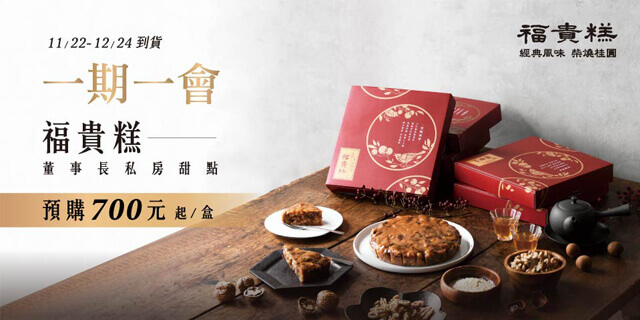 11/22-12/24 到貨
一期一會
福貴糕
董事長私房甜點
預購700元 起/盒
福貴糕
經典風味 柴燒桂圓